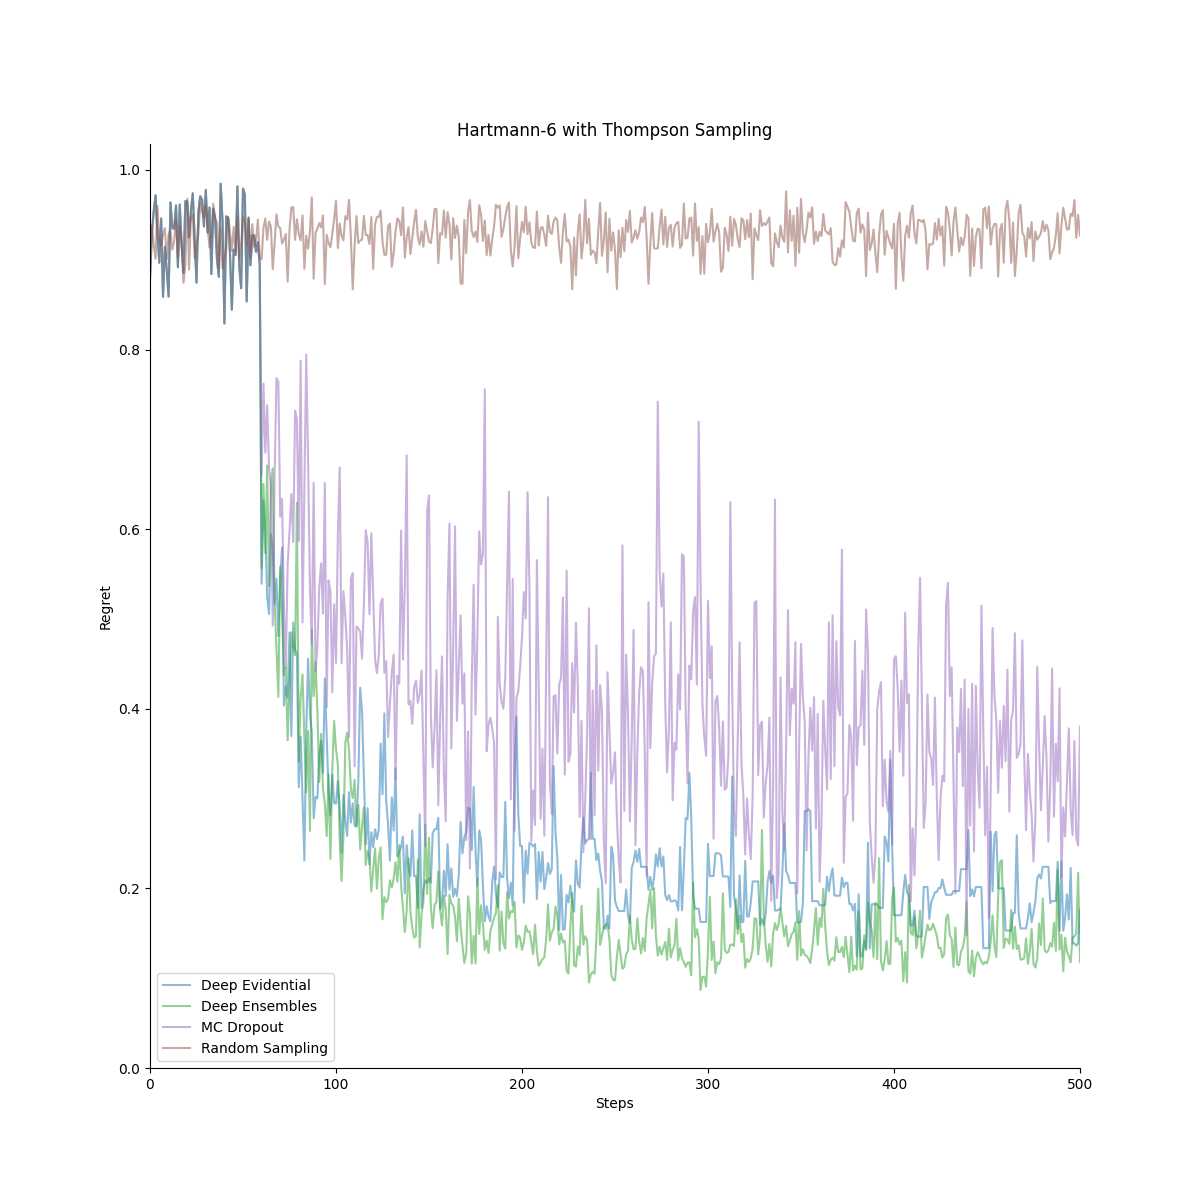 Hartmann-6 with Thompson Sampling
1.0
0.8
0.6
0.4
0.2
0.0
Regret
Deep Evidential
Deep Ensembles
MC Dropout
Random Sampling
0 100 200 300 400 500
Steps